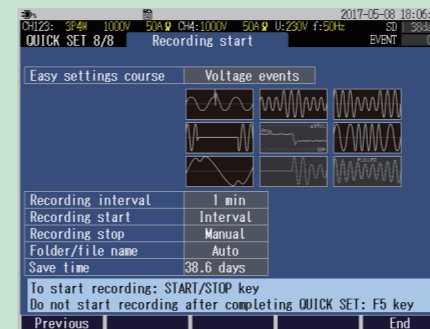 2017-05-08 18:06:
CH123: 3P4W 1000V 50A CH4:1000V 50A U:230V f:50Hz SD 38da
QUICK SET 8/8 Recording start EVENT 0
Easy settings course Voltage events
Recording interval 1 min
Recording start Interval
Recording stop Manual
Folder/file name Auto
Save time 38.6 days
To start recording: START/STOP key
Do not start recording after completing QUICK SET: F5 key
Previous End